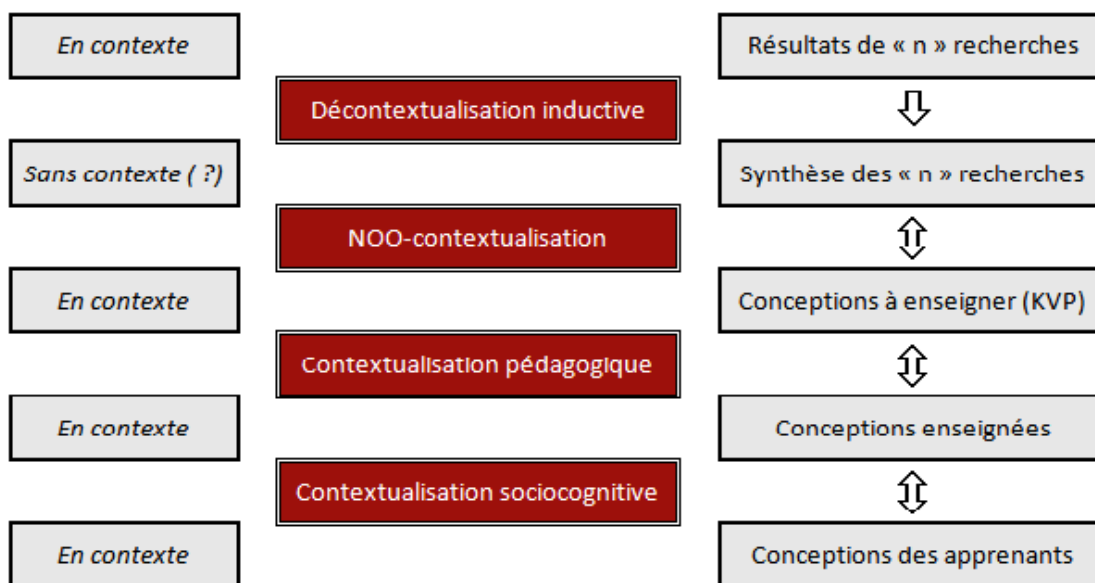 En contexte
Résultats de « n » recherches
Décontextualisation inductive
Sans contexte ( ?)
Synthèse des « n » recherches
NOO-contextualisation
En contexte
Conceptions à enseigner (KVP)
Contextualisation pédagogique
En contexte
Conceptions enseignées
Contextualisation sociocognitive
En contexte
Conceptions des apprenants